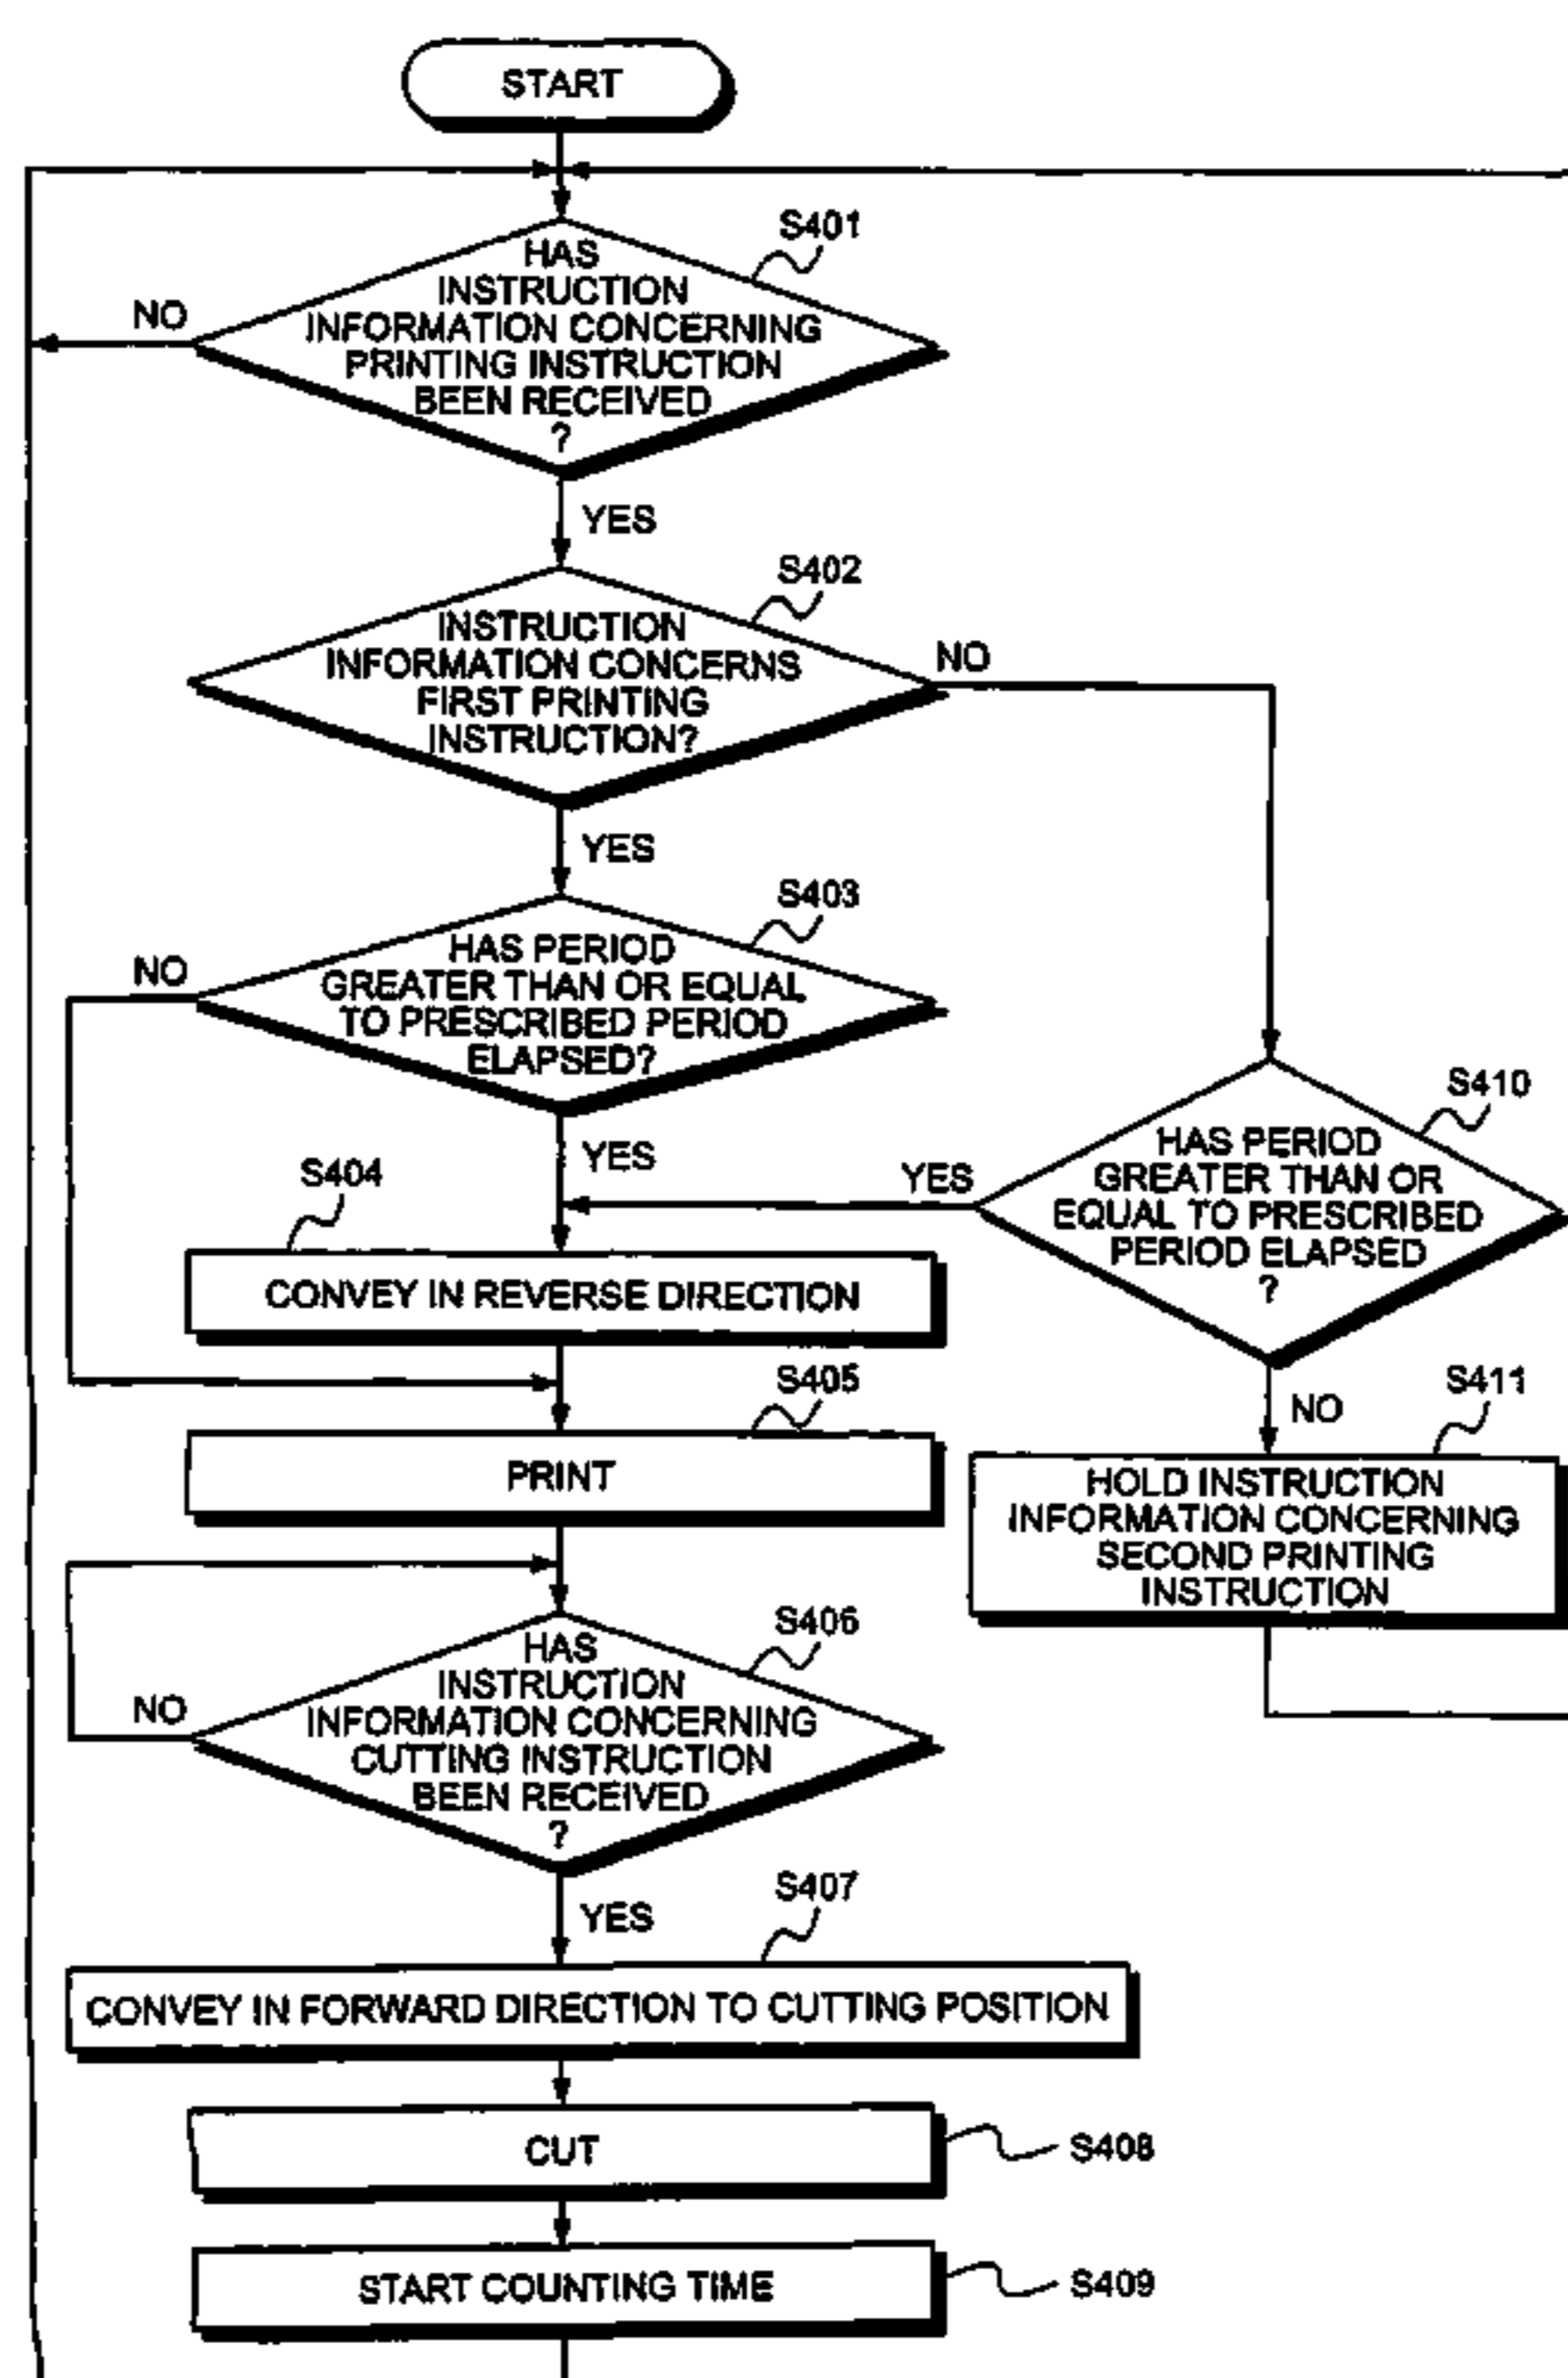 START
S401
HAS
INSTRUCTION
INFORMATION CONCERNING
PRINTING INSTRUCTION
BEEN RECEIVED
?
NO
YES
S402
INSTRUCTION
INFORMATION CONCERNS
FIRST PRINTING
INSTRUCTION?
NO
YES
S403
HAS PERIOD
GREATER THAN OR EQUAL
TO PRESCRIBED PERIOD
ELAPSED?
NO
YES
S410
HAS PERIOD
GREATER THAN OR
EQUAL TO PRESCRIBED
PERIOD ELAPSED
?
YES
NO
S404
CONVEY IN REVERSE DIRECTION
S405
PRINT
S411
HOLD INSTRUCTION
INFORMATION CONCERNING
SECOND PRINTING
INSTRUCTION
S406
HAS
INSTRUCTION
INFORMATION CONCERNING
CUTTING INSTRUCTION
BEEN RECEIVED
?
NO
YES
S407
CONVEY IN FORWARD DIRECTION TO CUTTING POSITION
CUT
S408
START COUNTING TIME
S409